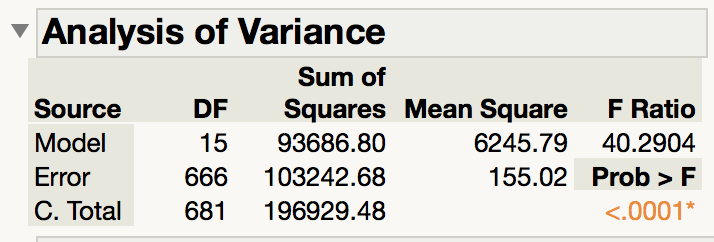 Analysis of Variance
Sum of
Source DF Squares Mean Square F Ratio
Model 15 93686.80 6245.79 40.2904
Error 666 103242.68 155.02 Prob > F
C. Total 681 196929.48 <.0001*